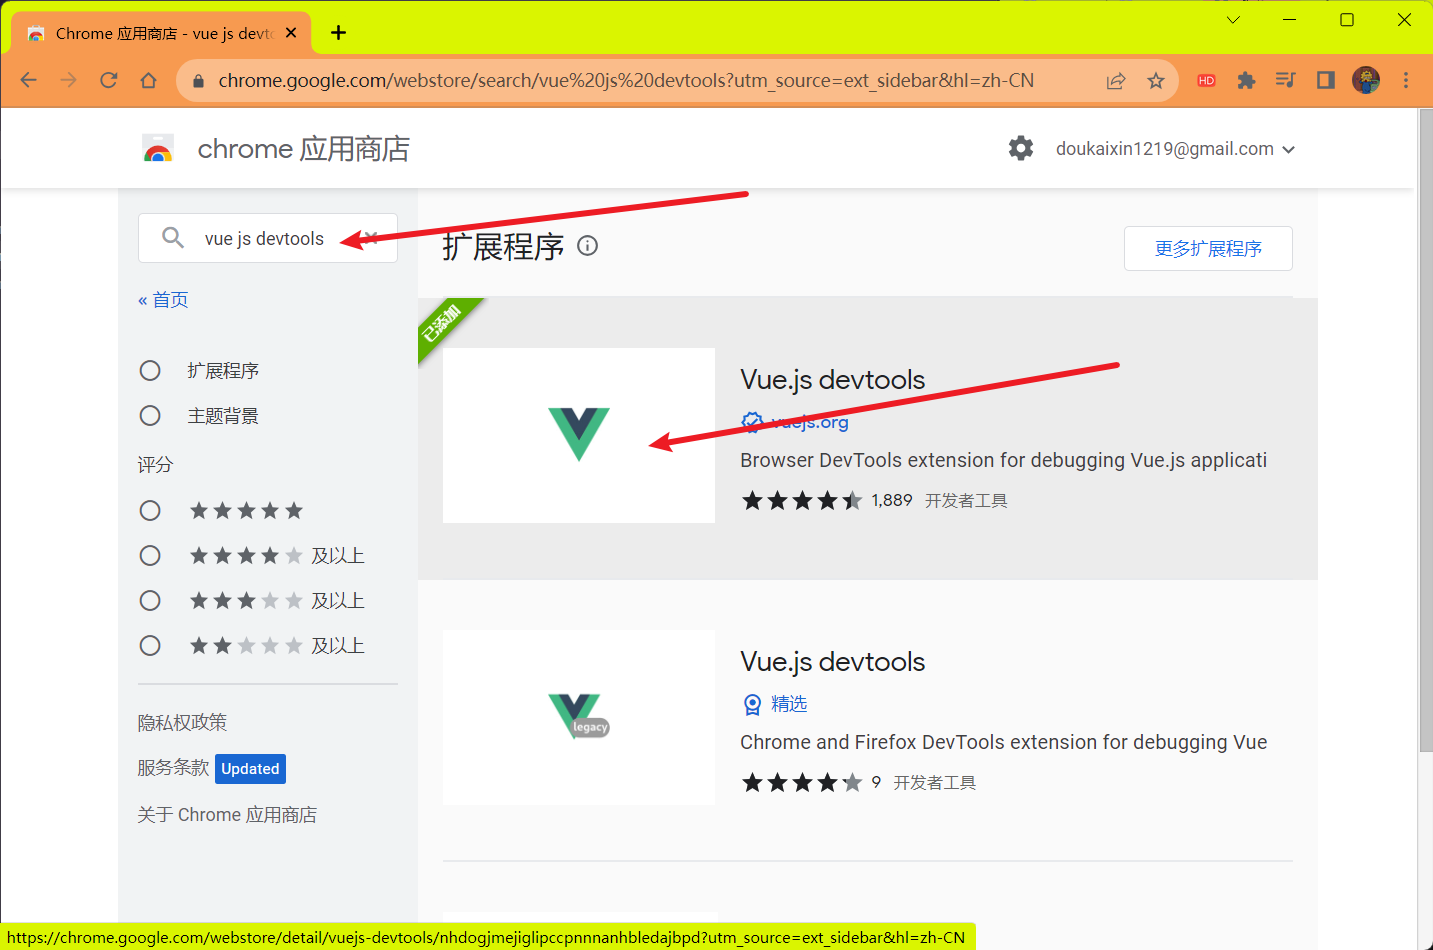 Chrome 应用商店 - vue js devto
chrome.google.com/webstore/search/vue%20js%20devtools?utm_source=ext_sidebar&hl=zh-CN
HD
chrome 应用商店
doukaixin1219@gmail.com
vue js devtools
« 首页
扩展程序
主题背景
评分
及以上
及以上
及以上
隐私权政策
服务条款 Updated
关于 Chrome 应用商店
扩展程序
更多扩展程序
已添加
Vue.js devtools
vuejs.org
Browser DevTools extension for debugging Vue.js applicati
1,889 开发者工具
legacy
Vue.js devtools
精选
Chrome and Firefox DevTools extension for debugging Vue
9 开发者工具
https://chrome.google.com/webstore/detail/vuejs-devtools/nhdogjmejiglipccpnnnanhbledajbpd?utm_source=ext_sidebar&hl=zh-CN